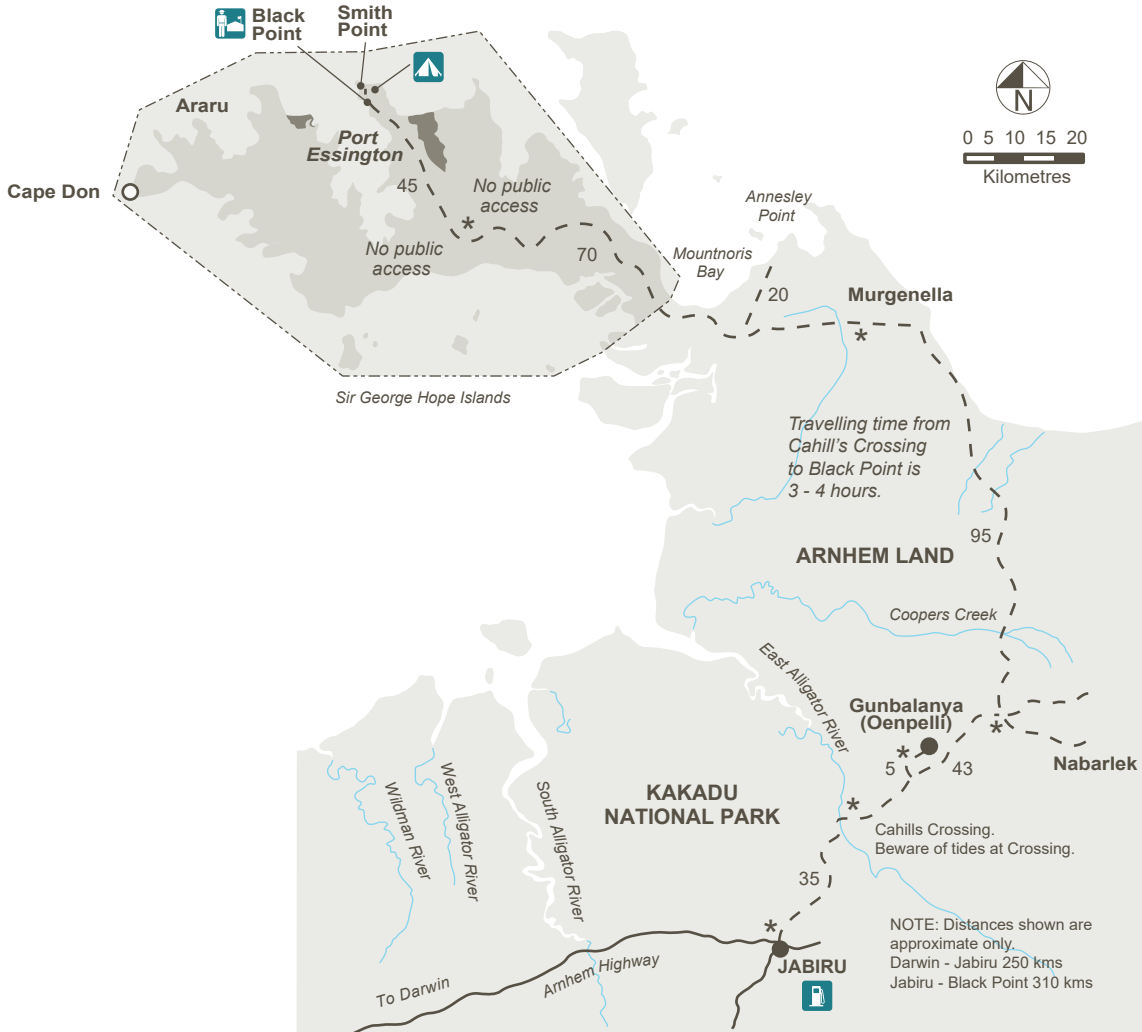 Black
Point
Smith
Point
Araru
Port
Essington
Cape Don
45
No public
access
No public
access
70
N
0 5 10 15 20
Kilometres
Annesley
Point
Mountnoris
Bay
20
Murgenella
*
*
Sir George Hope Islands
Travelling time from
Cahill's Crossing
to Black Point is
3 - 4 hours.
95
ARNHEM LAND
Coopers Creek
East Alligator River
Gunbalanya
(Oenpelli)
*
*
5
43
Nabarlek
KAKADU
NATIONAL PARK
*
Cahills Crossing.
Beware of tides at Crossing.
Wildman River
West Alligator River
South Alligator River
35
*
JABIRU
To Darwin
Arnhem Highway
NOTE: Distances shown are
approximate only.
Darwin - Jabiru 250 kms
Jabiru - Black Point 310 kms